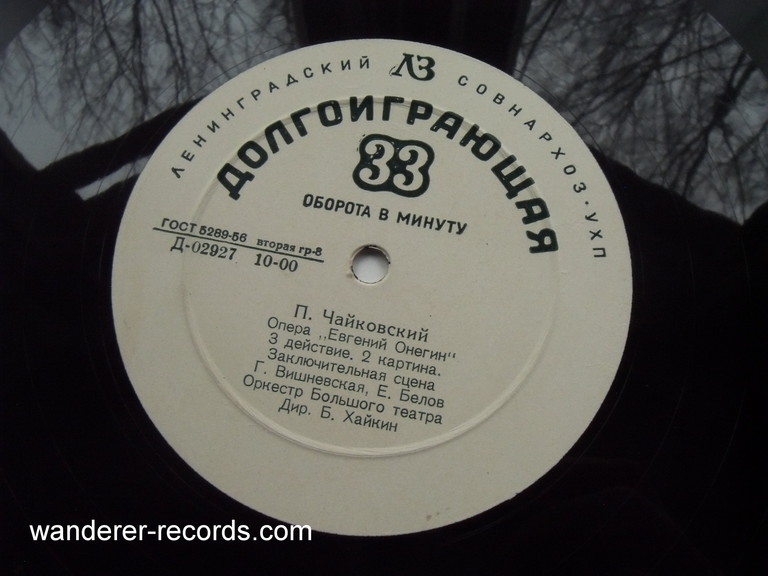 ЛЕНИНГРАДСКИЙ ЛЗ СОВНАРХОЗ·УХП
ДОЛГОИГРАЮЩАЯ
33
ОБОРОТА В МИНУТУ
ГОСТ 5289-56 вторая гр-8
Д-02927 10-00
П. Чайковский
Опера „Евгений Онегин"
3 действие. 2 картина.
Заключительная сцена
Г. Вишневская, Е. Белов
Оркестр Большого театра
Дир. Б. Хайкин
wanderer-records.com